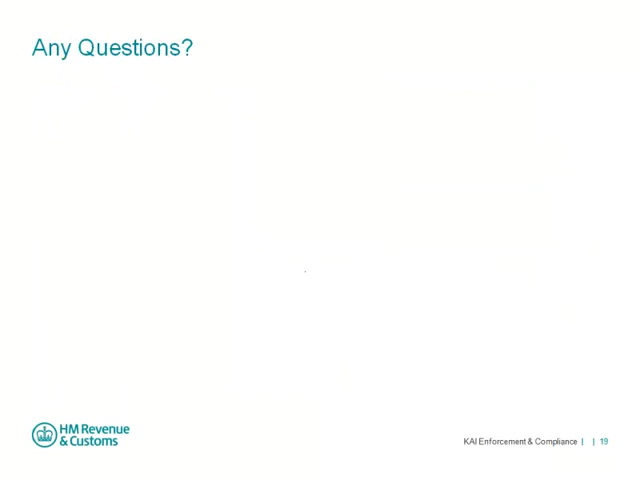 Any Questions?
HM Revenue
& Customs
KAI Enforcement & Compliance | | 19